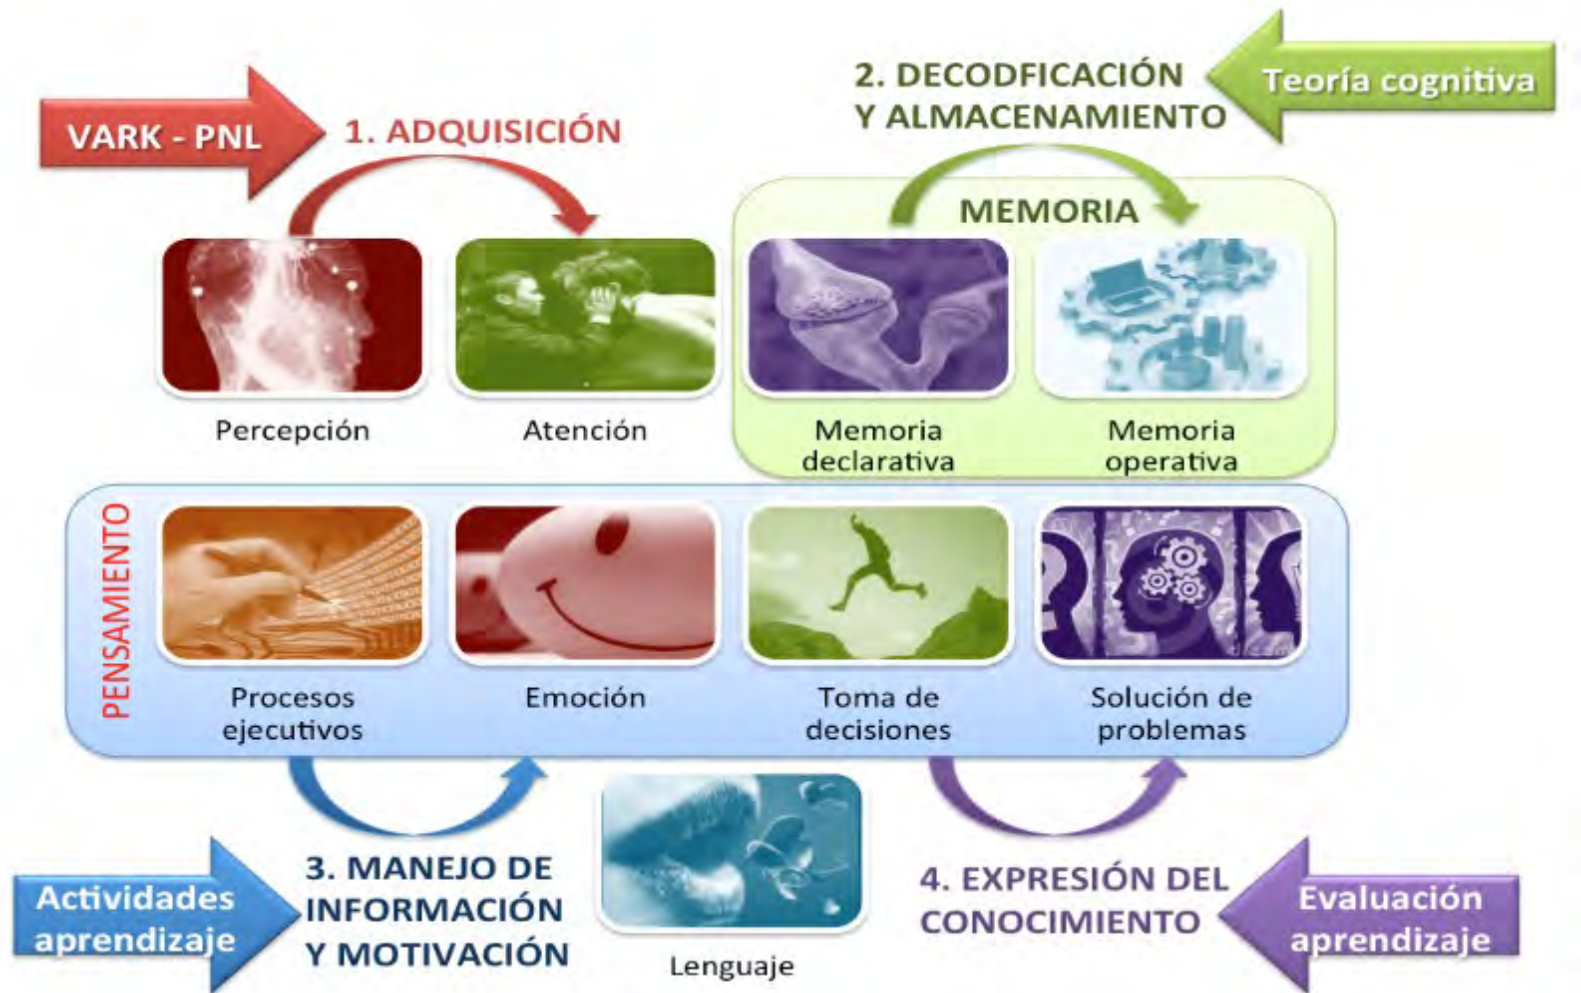 VARK - PNL
1. ADQUISICIÓN
2. DECODFICACIÓN
Y ALMACENAMIENTO
Teoría cognitiva
MEMORIA
Percepción
Atención
Memoria
declarativa
Memoria
operativa
PENSAMIENTO
Procesos
ejecutivos
Emoción
Toma de
decisiones
Solución de
problemas
Actividades
aprendizaje
3. MANEJO DE
INFORMACIÓN
Y MOTIVACIÓN
Lenguaje
4. EXPRESIÓN DEL
CONOCIMIENTO
Evaluación
aprendizaje